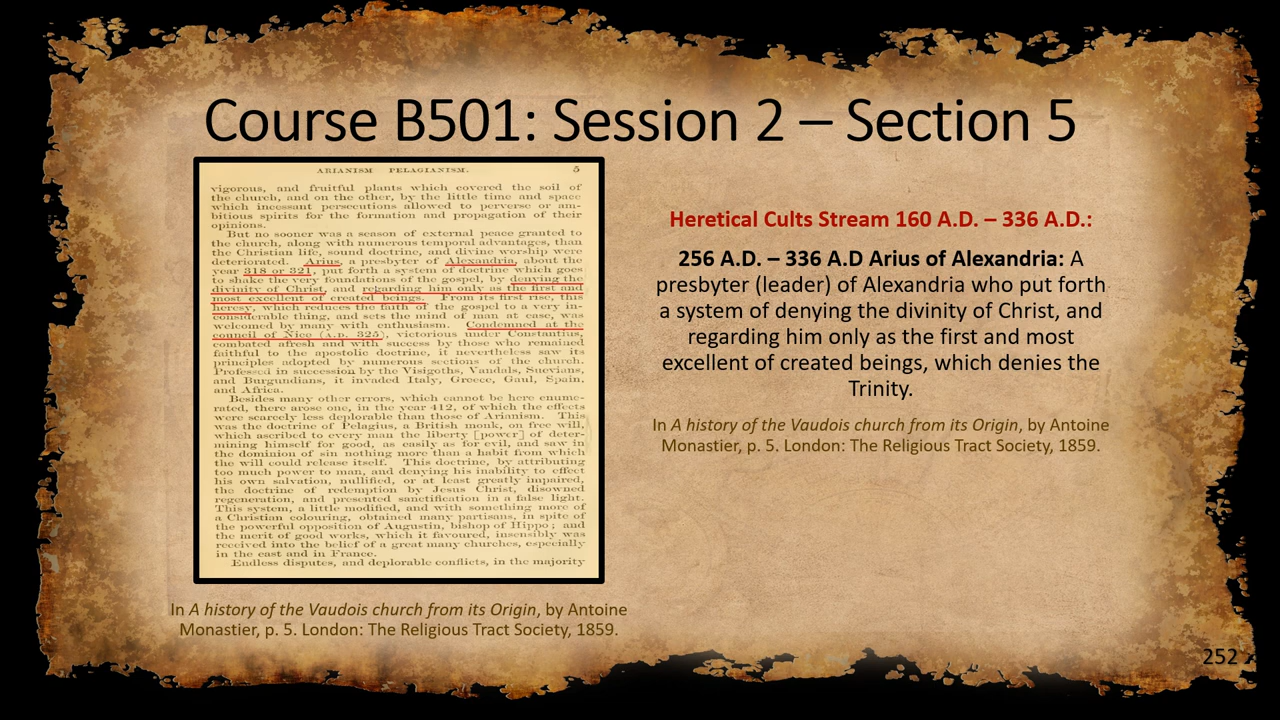 Course B501: Session 2 – Section 5
ARIANISM PELAGIANISM. 5
vigorous, and fruitful plants which covered the soil of
the church, and on the other, by the little time and space
which incessant persecutions allowed to perverse or am-
bitious spirits for the formation and propagation of their
opinions.
But no sooner was a season of external peace granted to
the church, along with numerous temporal advantages, than
the Christian life, sound doctrine, and divine worship were
deteriorated. Arius, a presbyter of Alexandria, about the
year 318 or 321, put forth a system of doctrine which goes
to shake the very foundations of the gospel, by denying the
divinity of Christ, and regarding him only as the first and
most excellent of created beings. From its first rise, this
heresy, which reduces the faith of the gospel to a very in-
considerable thing, and sets the mind of man at ease, was
welcomed by many with enthusiasm. Condemned at the
council of Nice (A.D. 325), victorious under Constantius,
combated afresh and with success by those who remained
faithful to the apostolic doctrine, it nevertheless saw its
principles adopted by numerous sections of the church.
Professed in succession by the Visigoths, Vandals, Suevians,
and Burgundians, it invaded Italy, Greece, Gaul, Spain,
and Africa.
Besides many other errors, which cannot be here enume-
rated, there arose one, in the year 412, of which the effects
were scarcely less deplorable than those of Arianism. This
was the doctrine of Pelagius, a British monk, on free will,
which ascribed to every man the liberty [power] of deter-
mining himself for good, as easily as for evil, and saw in
the dominion of sin nothing more than a habit from which
the will could release itself. This doctrine, by attributing
too much power to man, and denying his inability to effect
his own salvation, nullified, or at least greatly impaired,
the doctrine of redemption by Jesus Christ, disowned
regeneration, and presented sanctification in a false light.
This system, a little modified, and with something more of
a Christian colouring, obtained many partisans, in spite of
the powerful opposition of Augustin, bishop of Hippo; and
the merit of good works, which it favoured, insensibly was
received into the belief of a great many churches, especially
in the east and in France.
Endless disputes, and deplorable conflicts, in the majority
In A history of the Vaudois church from its Origin, by Antoine
Monastier, p. 5. London: The Religious Tract Society, 1859.
Heretical Cults Stream 160 A.D. – 336 A.D.:
256 A.D. – 336 A.D Arius of Alexandria: A
presbyter (leader) of Alexandria who put forth
a system of denying the divinity of Christ, and
regarding him only as the first and most
excellent of created beings, which denies the
Trinity.
In A history of the Vaudois church from its Origin, by Antoine
Monastier, p. 5. London: The Religious Tract Society, 1859.
252